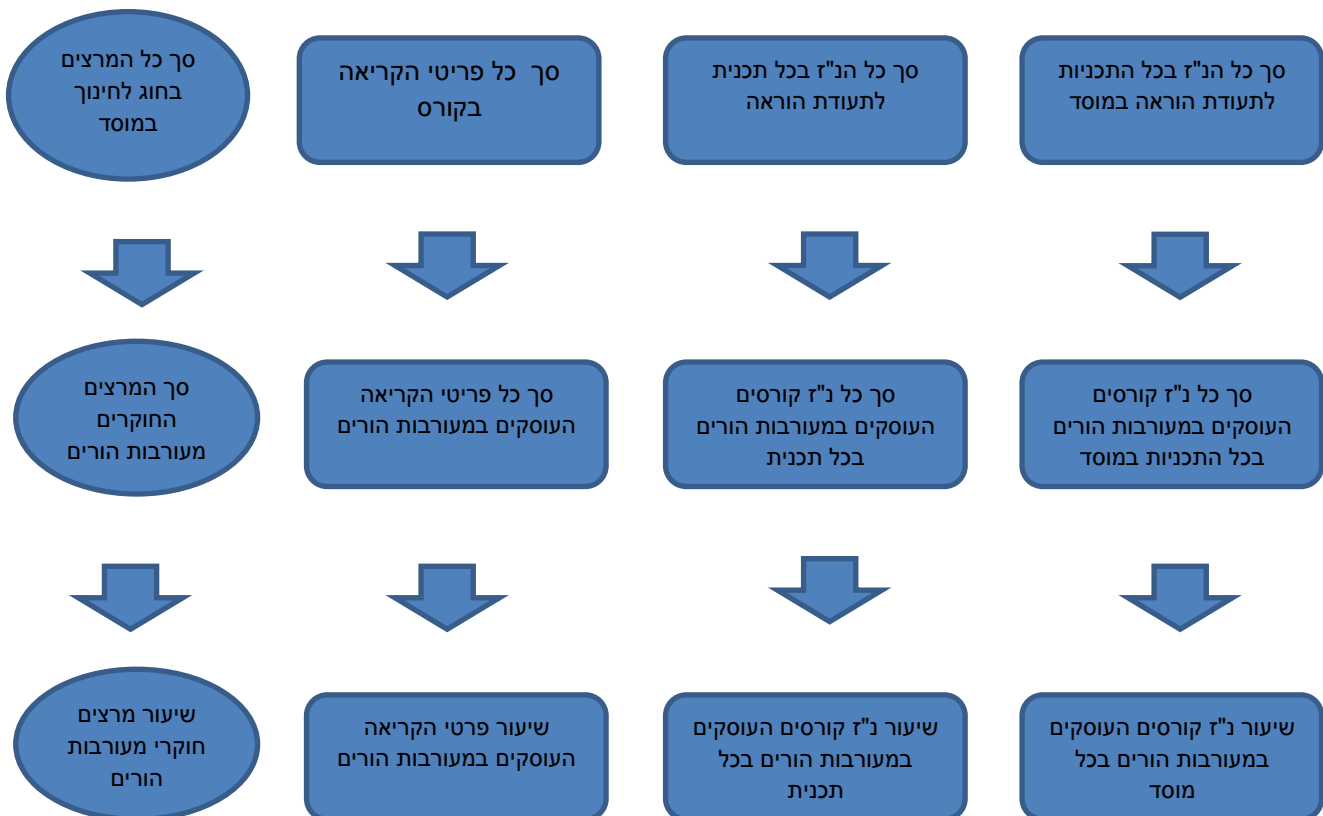 סך כל הנ"ז בכל התכניות
לתעודת הוראה במוסד
סך כל הנ"ז בכל תכנית
לתעודת הוראה
סך כל פריטי הקריאה
בקורס
סך כל המרצים
בחוג לחינוך
במוסד
סך כל נ"ז קורסים
העוסקים במעורבות הורים
בכל התכניות במוסד
סך כל נ"ז קורסים
העוסקים במעורבות הורים
בכל תכנית
סך כל פריטי הקריאה
העוסקים במעורבות הורים
סך המרצים
החוקרים
מעורבות הורים
שיעור נ"ז קורסים העוסקים
במעורבות הורים בכל
מוסד
שיעור נ"ז קורסים העוסקים
במעורבות הורים בכל
תכנית
שיעור פרטי הקריאה
העוסקים במעורבות הורים
שיעור מרצים
חוקרי מעורבות
הורים